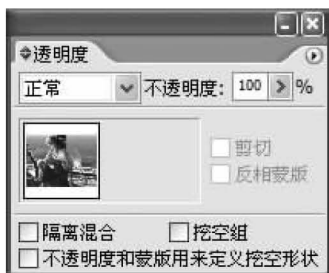 透明度
正常 不透明度: 100 %
剪切
反相蒙版
隔离混合 挖空组
不透明度和蒙版用来定义挖空形状